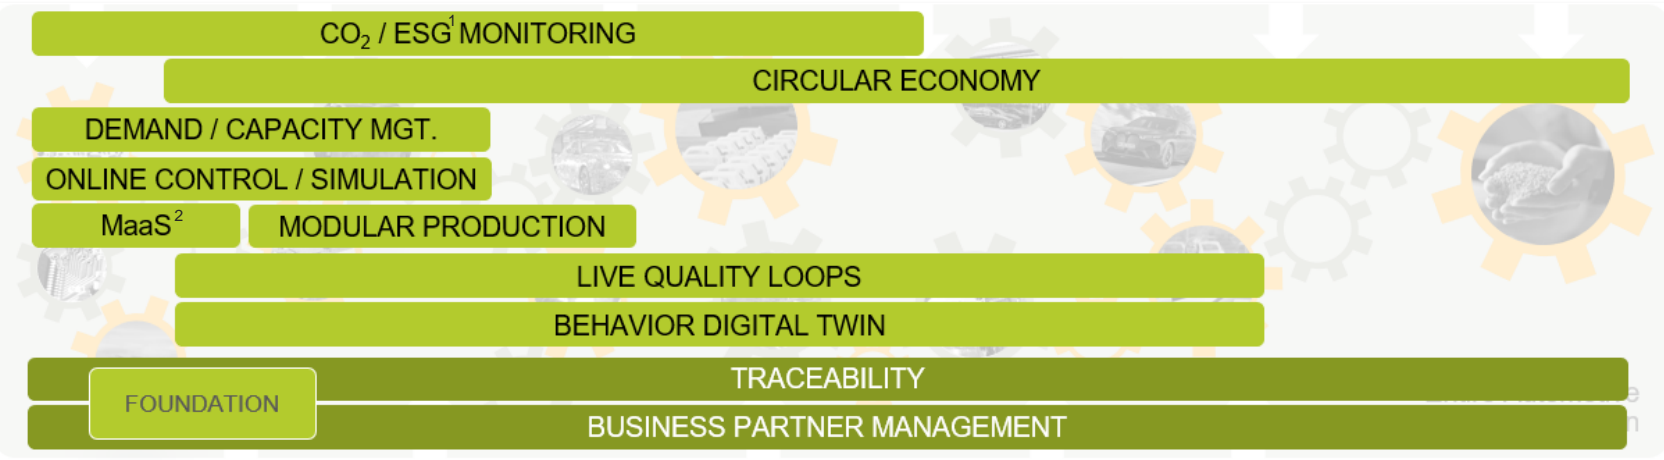 CO₂ / ESG¹ MONITORING
CIRCULAR ECONOMY
DEMAND / CAPACITY MGT.
ONLINE CONTROL / SIMULATION
MaaS² MODULAR PRODUCTION
LIVE QUALITY LOOPS
BEHAVIOR DIGITAL TWIN
TRACEABILITY
FOUNDATION
BUSINESS PARTNER MANAGEMENT